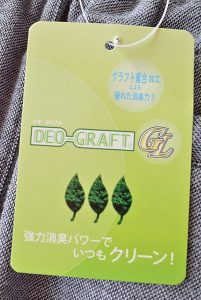 グラフト重合加工
による
優れた消臭力!!
デオ・グラフト
DEO-GRAFT
GL
強力消臭パワーで
いつもクリーン!